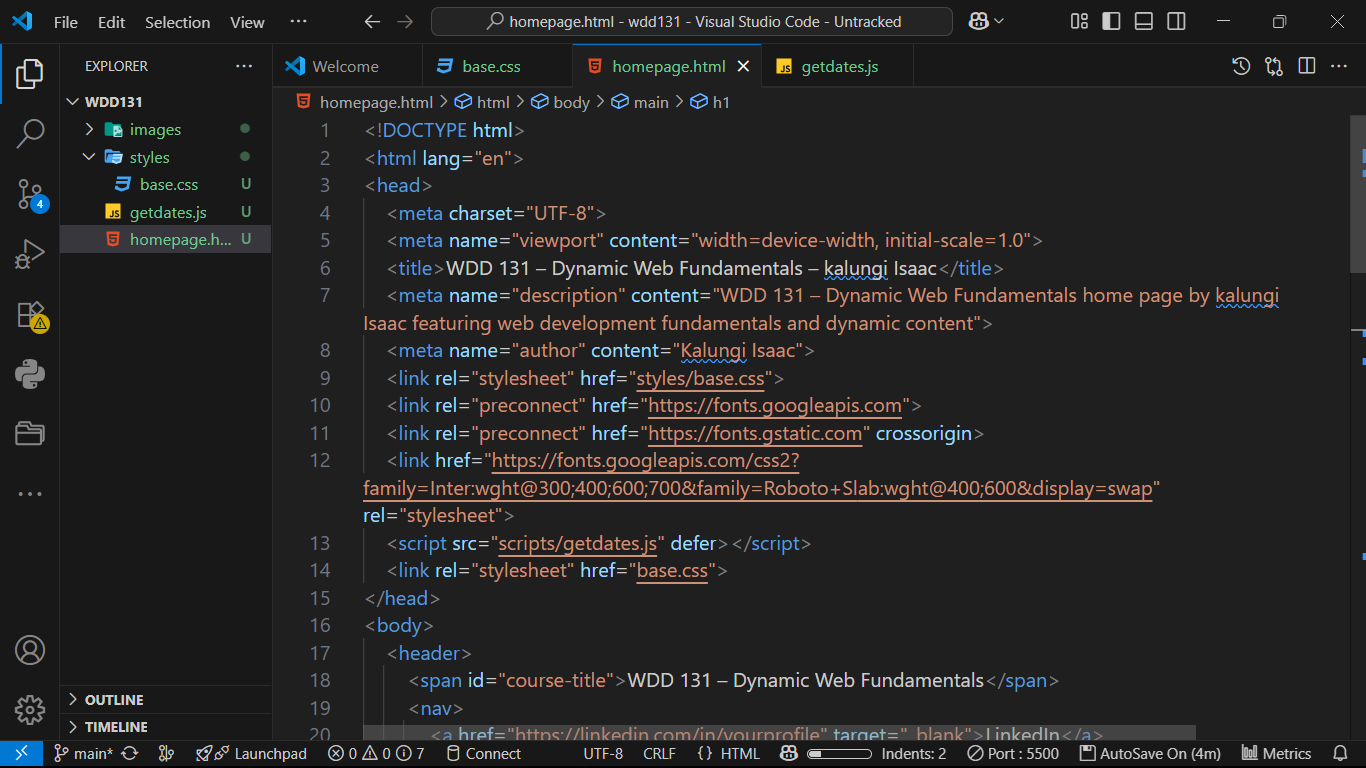 File Edit Selection View ··· homepage.html - wdd131 - Visual Studio Code - Untracked
EXPLORER ···
WDD131
images
styles
base.css U
getdates.js U
homepage.h... U
OUTLINE
TIMELINE
4
Welcome base.css homepage.html getdates.js
homepage.html > html > body > main > h1
1 <!DOCTYPE html>
2 <html lang="en">
3 <head>
4 <meta charset="UTF-8">
5 <meta name="viewport" content="width=device-width, initial-scale=1.0">
6 <title>WDD 131 – Dynamic Web Fundamentals – kalungi Isaac</title>
7 <meta name="description" content="WDD 131 – Dynamic Web Fundamentals home page by kalungi
Isaac featuring web development fundamentals and dynamic content">
8 <meta name="author" content="Kalungi Isaac">
9 <link rel="stylesheet" href="styles/base.css">
10 <link rel="preconnect" href="https://fonts.googleapis.com">
11 <link rel="preconnect" href="https://fonts.gstatic.com" crossorigin>
12 <link href="https://fonts.googleapis.com/css2?
family=Inter:wght@300;400;600;700&family=Roboto+Slab:wght@400;600&display=swap"
rel="stylesheet">
13 <script src="scripts/getdates.js" defer></script>
14 <link rel="stylesheet" href="base.css">
15 </head>
16 <body>
17 <header>
18 <span id="course-title">WDD 131 – Dynamic Web Fundamentals</span>
19 <nav>
20 <a href="https://linkedin.com/in/yourprofile" target="_blank">LinkedIn</a>
main* Launchpad 0 0 7 Connect UTF-8 CRLF { } HTML Indents: 2 Port : 5500 AutoSave On (4m) Metrics